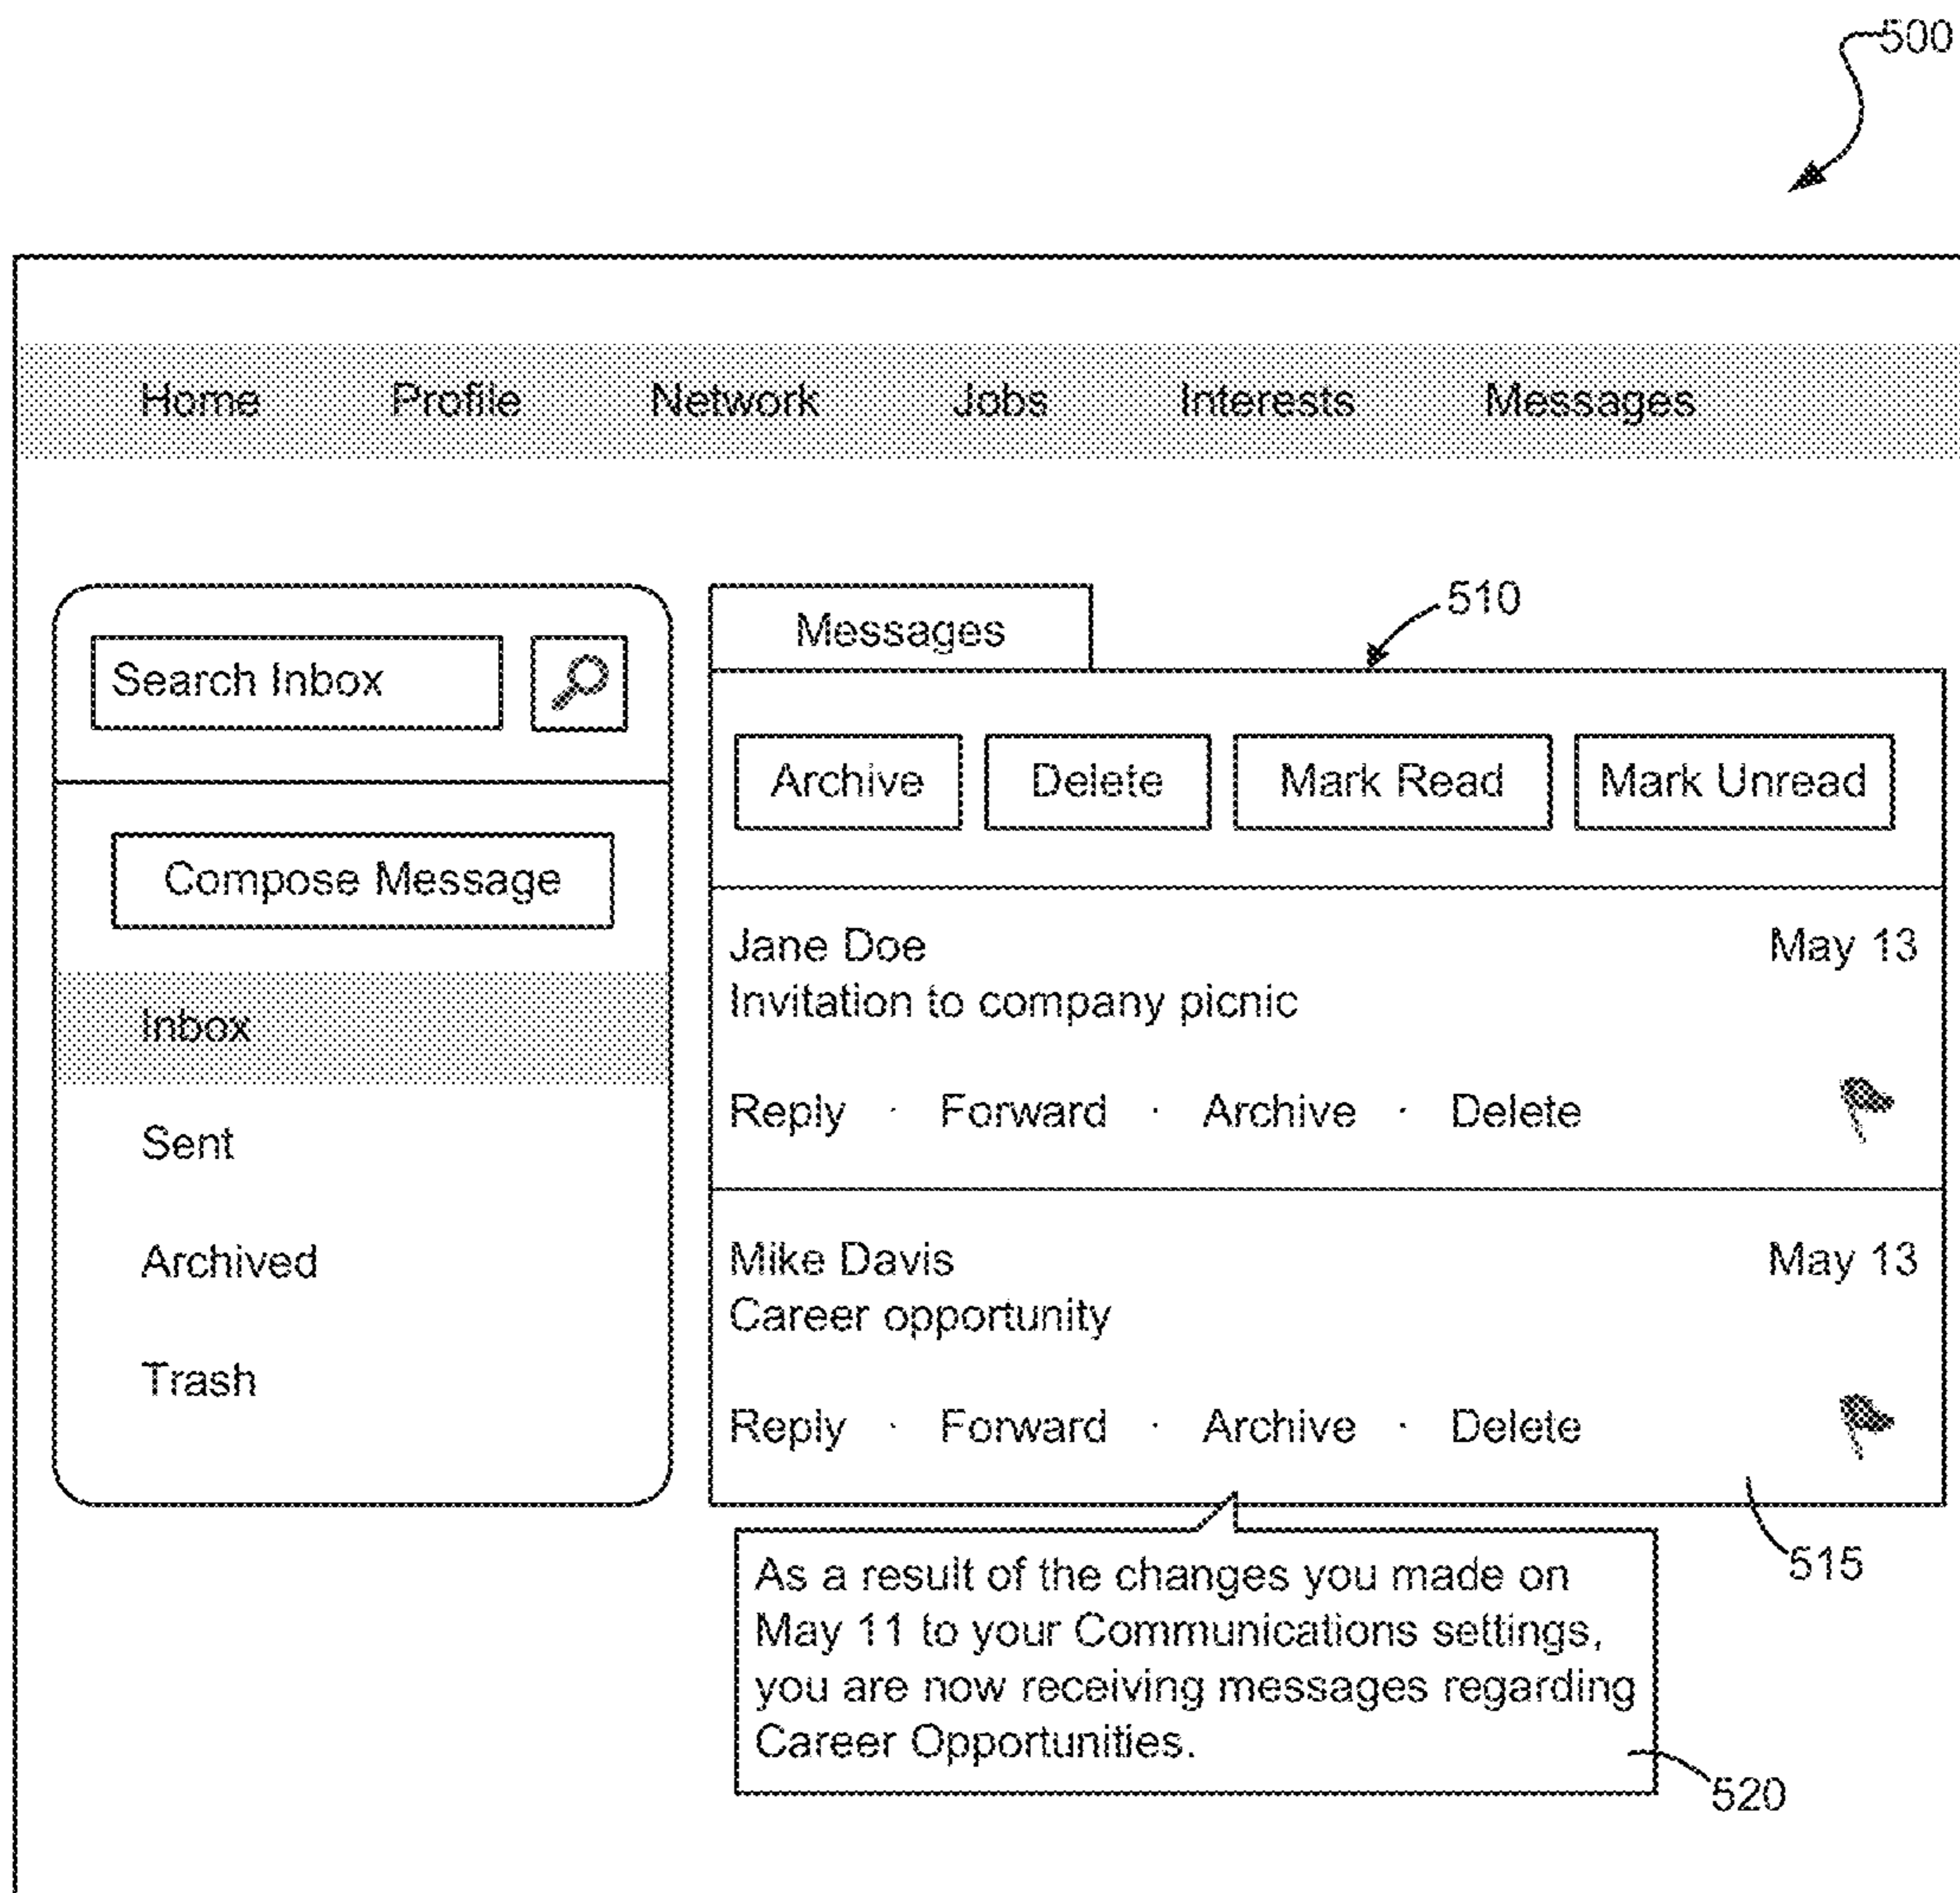 500
Home Profile Network Jobs Interests Messages
Search Inbox
Compose Message
Inbox
Sent
Archived
Trash
Messages
510
Archive Delete Mark Read Mark Unread
Jane Doe May 13
Invitation to company picnic
Reply · Forward · Archive · Delete
Mike Davis May 13
Career opportunity
Reply · Forward · Archive · Delete
515
As a result of the changes you made on
May 11 to your Communications settings,
you are now receiving messages regarding
Career Opportunities.
520